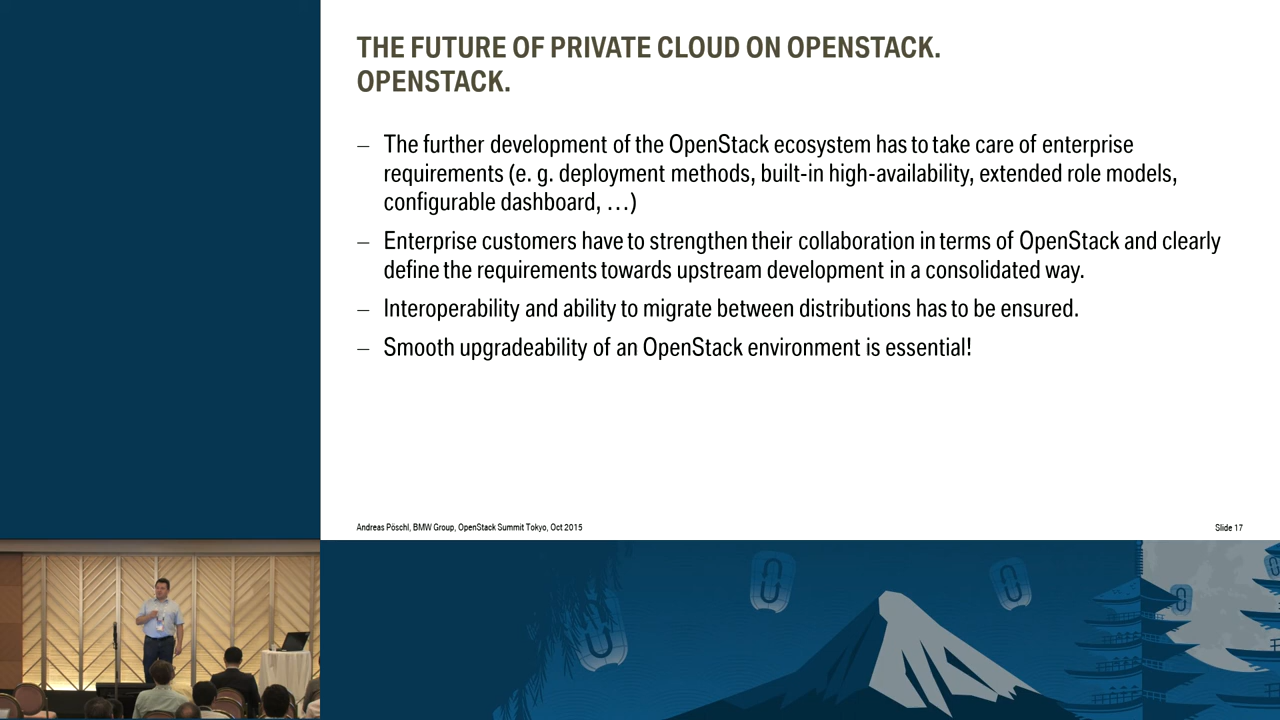 THE FUTURE OF PRIVATE CLOUD ON OPENSTACK.
OPENSTACK.
– The further development of the OpenStack ecosystem has to take care of enterprise
requirements (e. g. deployment methods, built-in high-availability, extended role models,
configurable dashboard, …)
– Enterprise customers have to strengthen their collaboration in terms of OpenStack and clearly
define the requirements towards upstream development in a consolidated way.
– Interoperability and ability to migrate between distributions has to be ensured.
– Smooth upgradeability of an OpenStack environment is essential!
Andreas Pöschl, BMW Group, OpenStack Summit Tokyo, Oct 2015
Slide 17